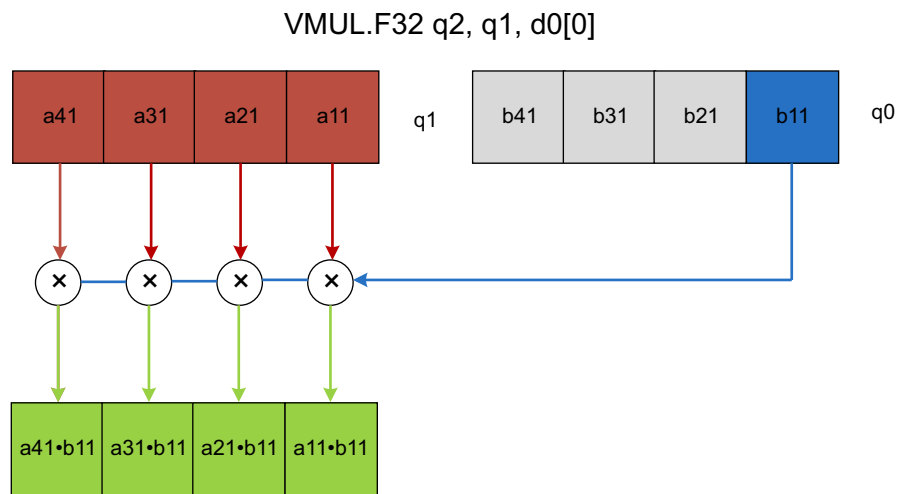 VMUL.F32 q2, q1, d0[0]
a41 a31 a21 a11 q1 b41 b31 b21 b11 q0
× × × ×
a41•b11 a31•b11 a21•b11 a11•b11